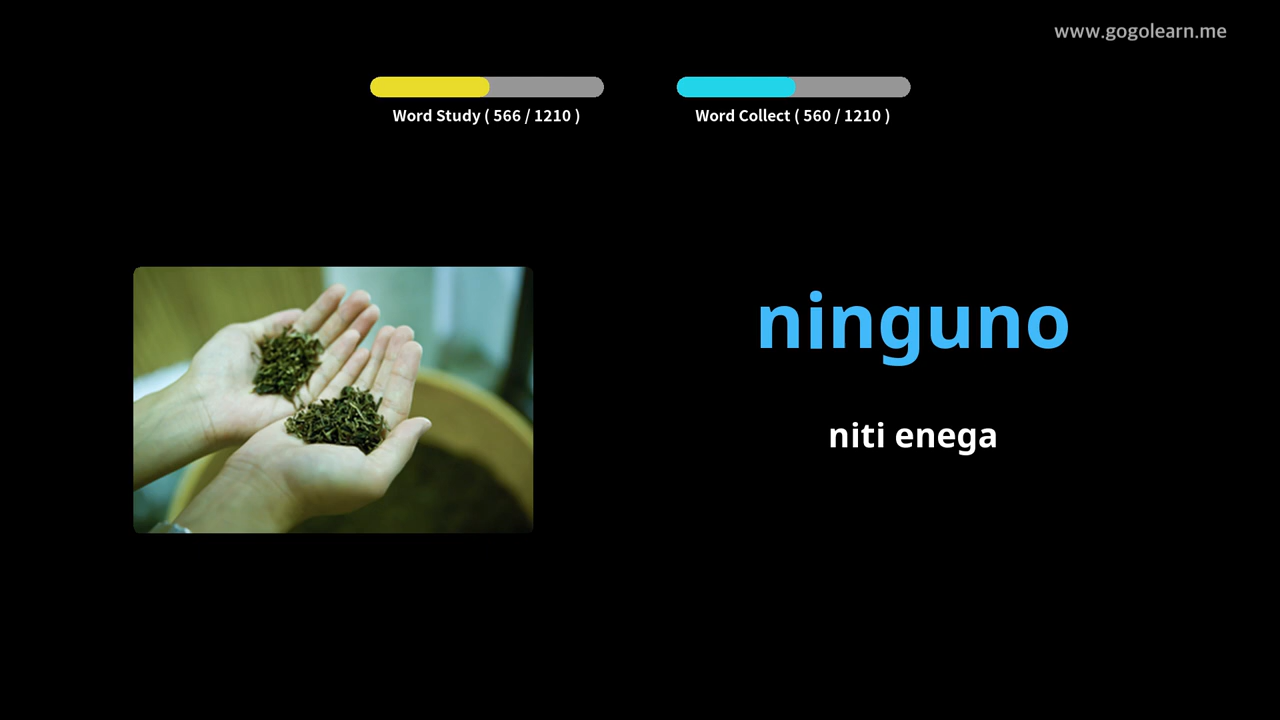 www.gogolearn.me
Word Study ( 566 / 1210 )
Word Collect ( 560 / 1210 )
ninguno
niti enega